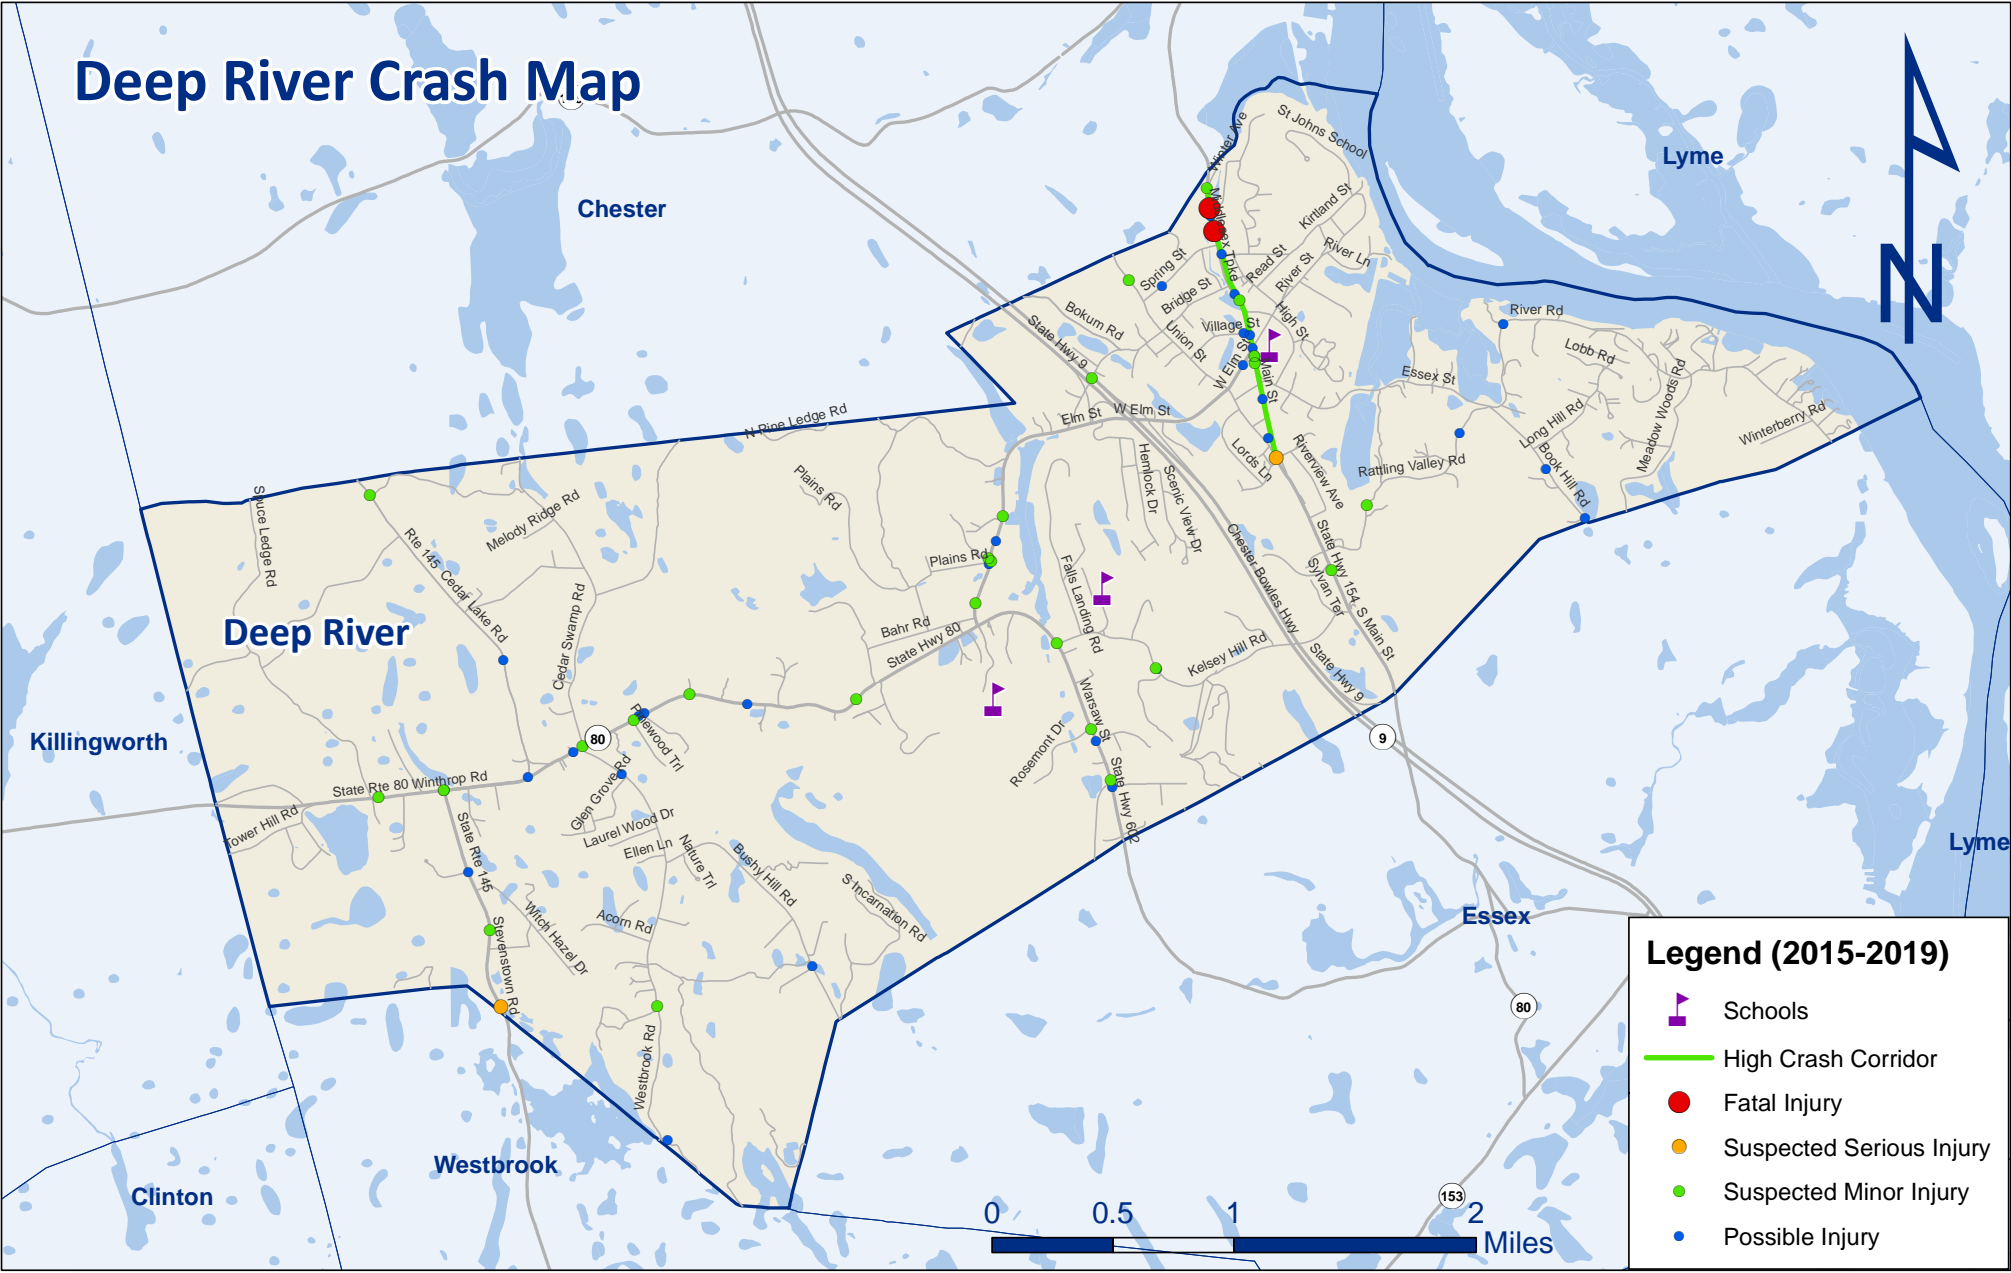 Deep River Crash Map
Lyme
Chester
Winter Ave
St Johns School
Kirtland St
Middlesex Tpke
River Ln
Read St
River St
Spring St
Bridge St
High St
Bokum Rd
Village St
Union St
State Hwy 9
W Elm St
Main St
River Rd
Lobb Rd
Essex St
Meadow Woods Rd
Long Hill Rd
Winterberry Rd
Book Hill Rd
Elm St
W Elm St
N Pine Ledge Rd
Lords Ln
Riverview Ave
Rattling Valley Rd
Hemlock Dr
Scenic View Dr
Plains Rd
Spuce Ledge Rd
Melody Ridge Rd
Rte 145 Cedar Lake Rd
Plains Rd
Falls Landing Rd
Chester Bowles Hwy
State Hwy 154, S Main St
Sylvan Ter
Cedar Swamp Rd
Bahr Rd
State Hwy 80
Kelsey Hill Rd
State Hwy 9
Deep River
Warsaw St
Rosemont Dr
Pinewood Trl
80
9
Killingworth
State Rte 80 Winthrop Rd
Glen Grove Rd
Tower Hill Rd
State Hwy 602
Laurel Wood Dr
Ellen Ln
Nature Trl
Bushy Hill Rd
S Incarnation Rd
State Rte 145
Witch Hazel Dr
Acorn Rd
Stevenstown Rd
Westbrook Rd
Lyme
Essex
80
153
Westbrook
Clinton
0 0.5 1 2
Miles
N
Legend (2015-2019)
Schools
High Crash Corridor
Fatal Injury
Suspected Serious Injury
Suspected Minor Injury
Possible Injury